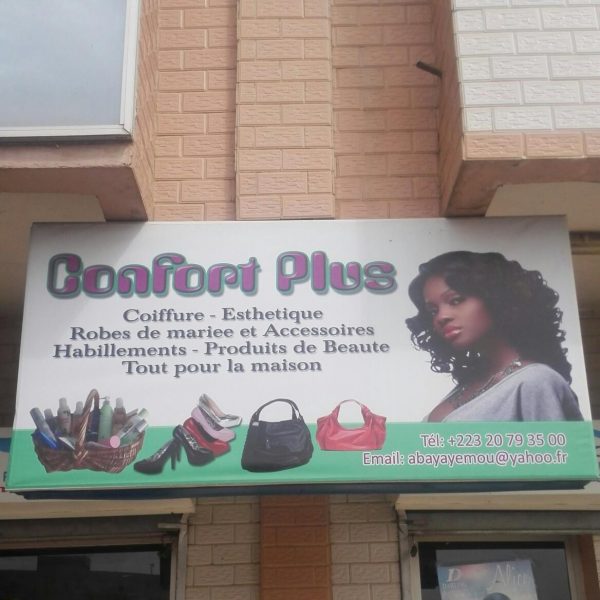 Confort Plus
Coiffure - Esthetique
Robes de mariee et Accessoires
Habillements - Produits de Beaute
Tout pour la maison
Tél: +223 20 79 35 00
Email: abayayemou@yahoo.fr